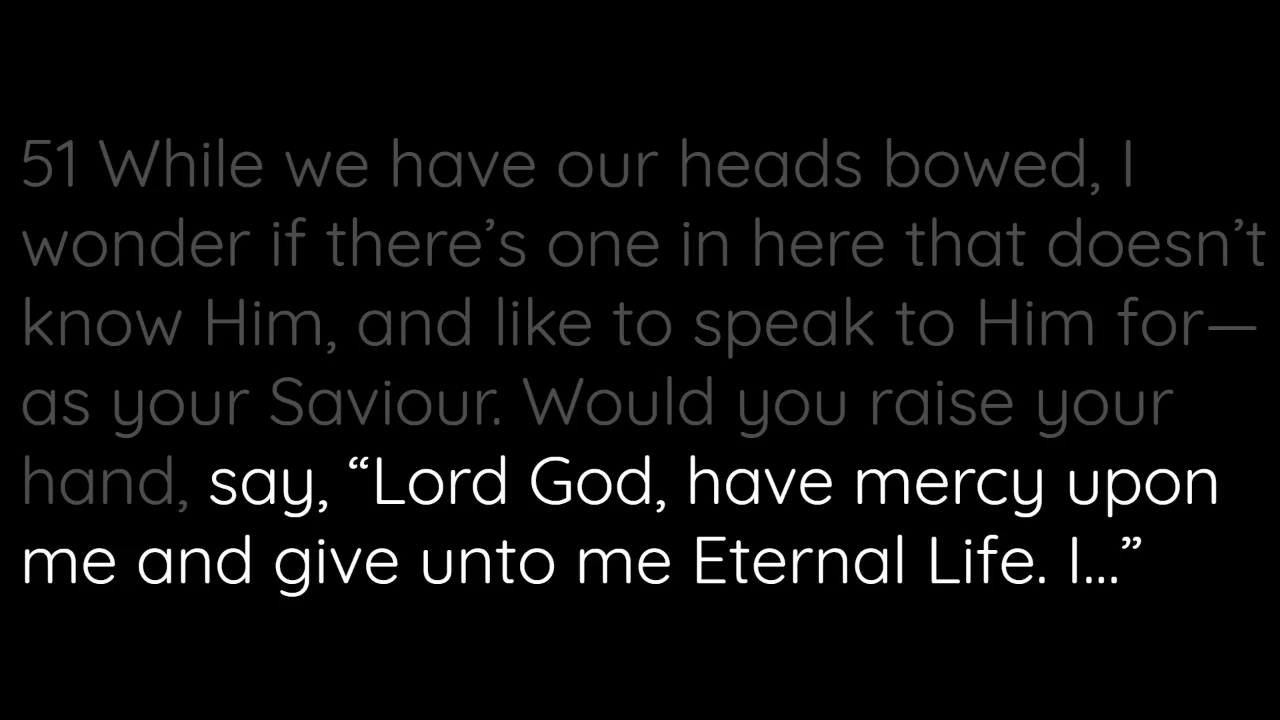 51 While we have our heads bowed, I
wonder if there’s one in here that doesn’t
know Him, and like to speak to Him for—
as your Saviour. Would you raise your
hand, say, “Lord God, have mercy upon
me and give unto me Eternal Life. I...”